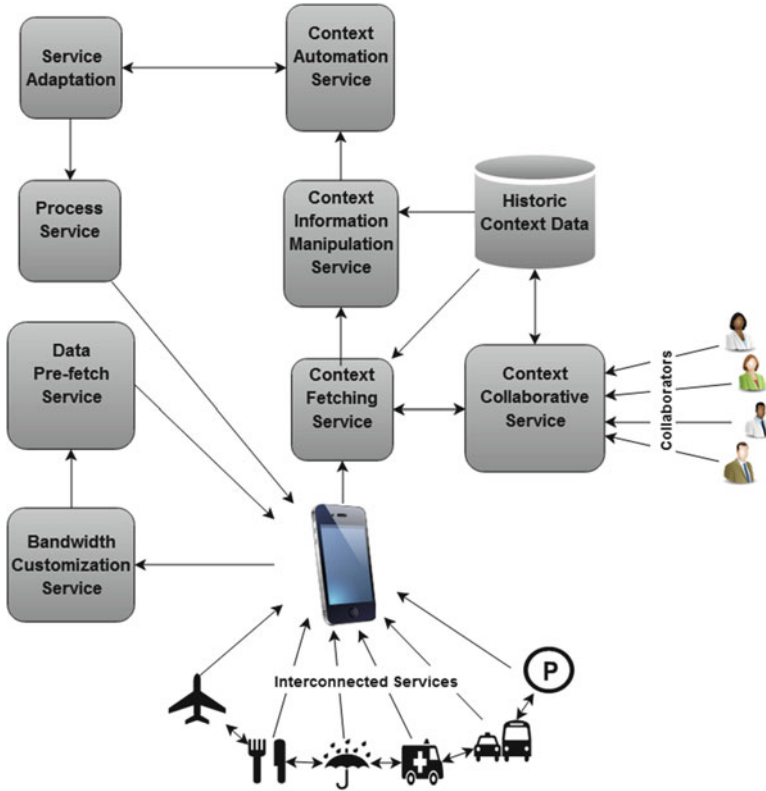 Service
Adaptation
Context
Automation
Service
Process
Service
Context
Information
Manipulation
Service
Historic
Context Data
Data
Pre-fetch
Service
Context
Fetching
Service
Context
Collaborative
Service
Collaborators
Bandwidth
Customization
Service
Interconnected Services
P